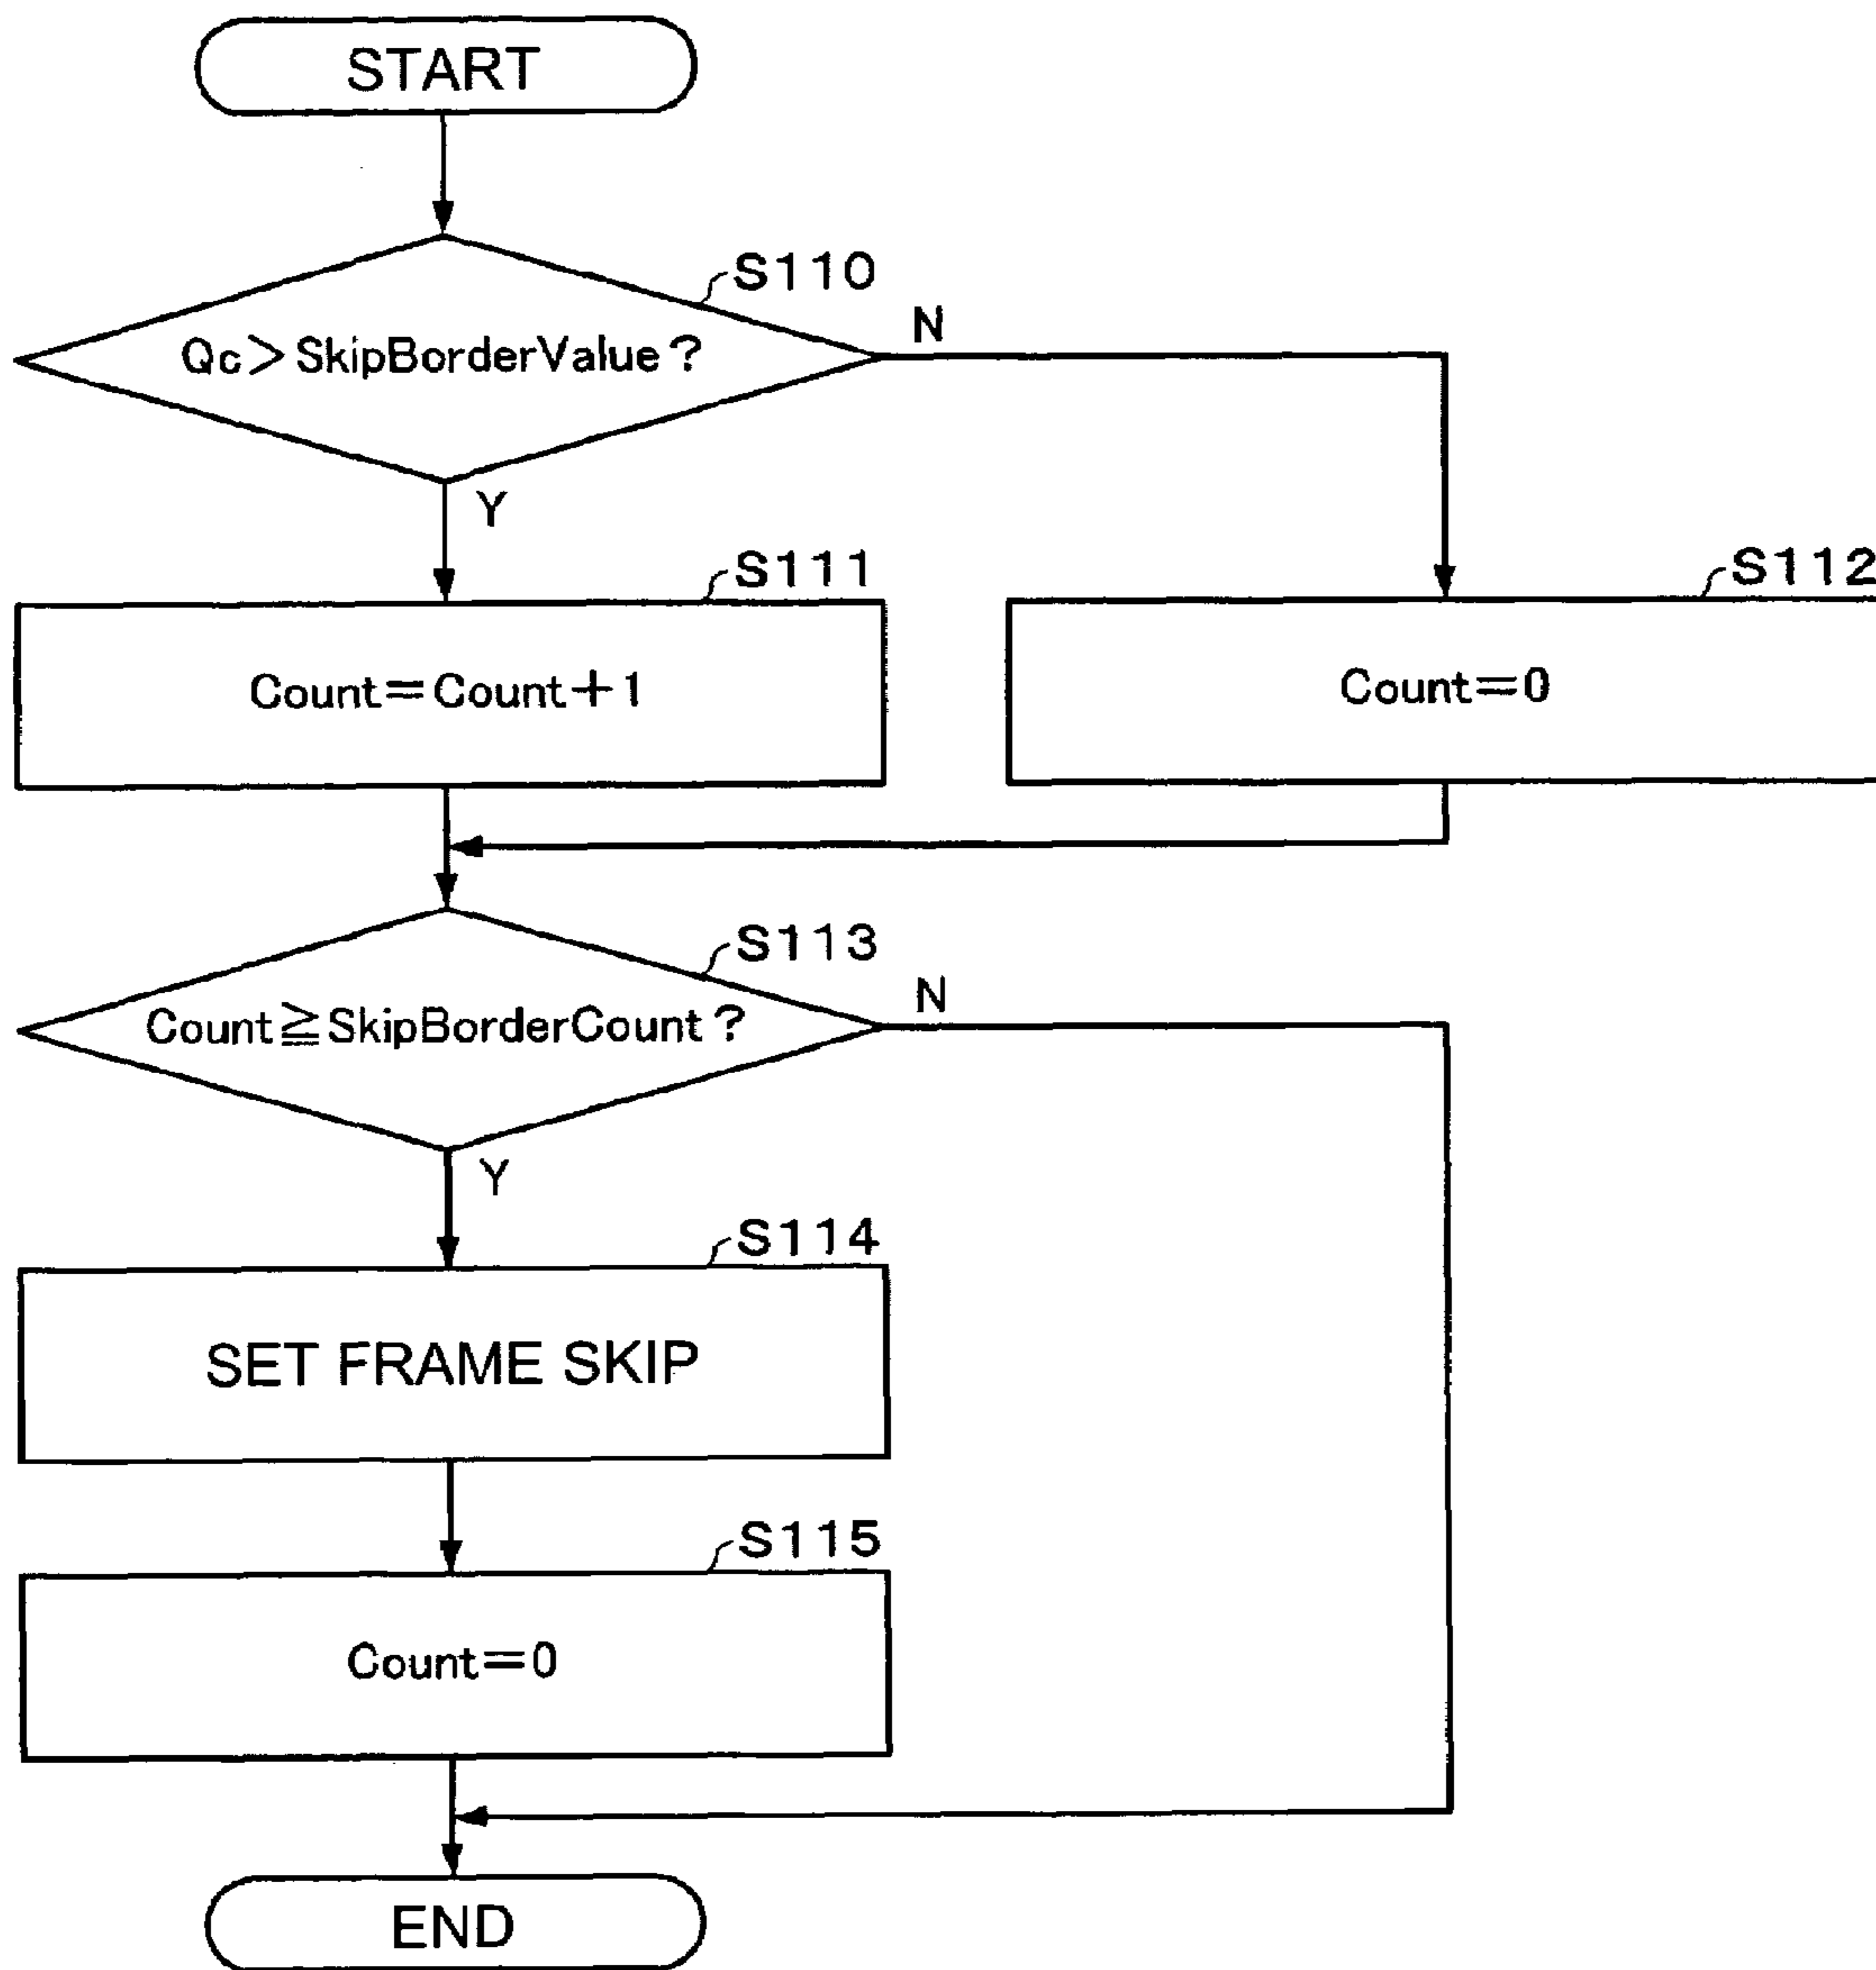 START
S110
Qc>SkipBorderValue?
N
Y
S111
Count=Count+1
S112
Count=0
S113
Count≧SkipBorderCount?
N
Y
S114
SET FRAME SKIP
S115
Count=0
END